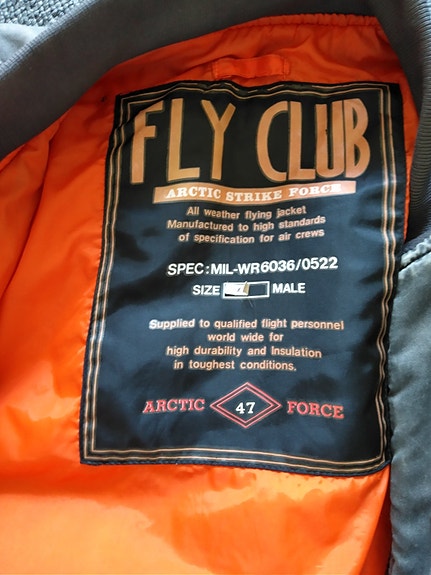 FLY CLUB
ARCTIC STRIKE FORCE
All weather flying jacket
Manufactured to high standards
of specification for air crews
SPEC:MIL-WR6036/0522
SIZE MALE
Supplied to qualified flight personnel
world wide for
high durability and Insulation
in toughest conditions.
ARCTIC 47 FORCE